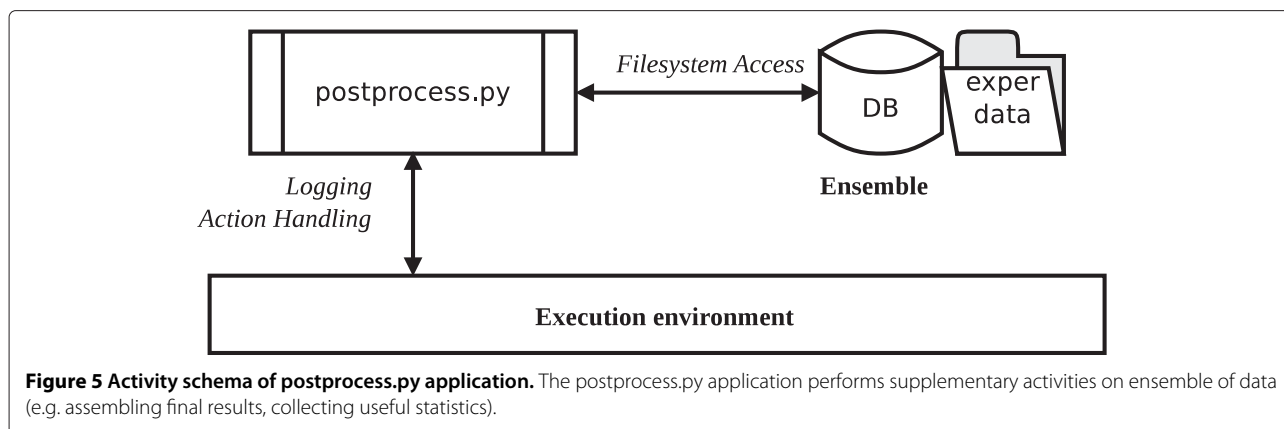 postprocess.py
Filesystem Access
DB
exper
data
Ensemble
Logging
Action Handling
Execution environment
Figure 5 Activity schema of postprocess.py application. The postprocess.py application performs supplementary activities on ensemble of data
(e.g. assembling final results, collecting useful statistics).